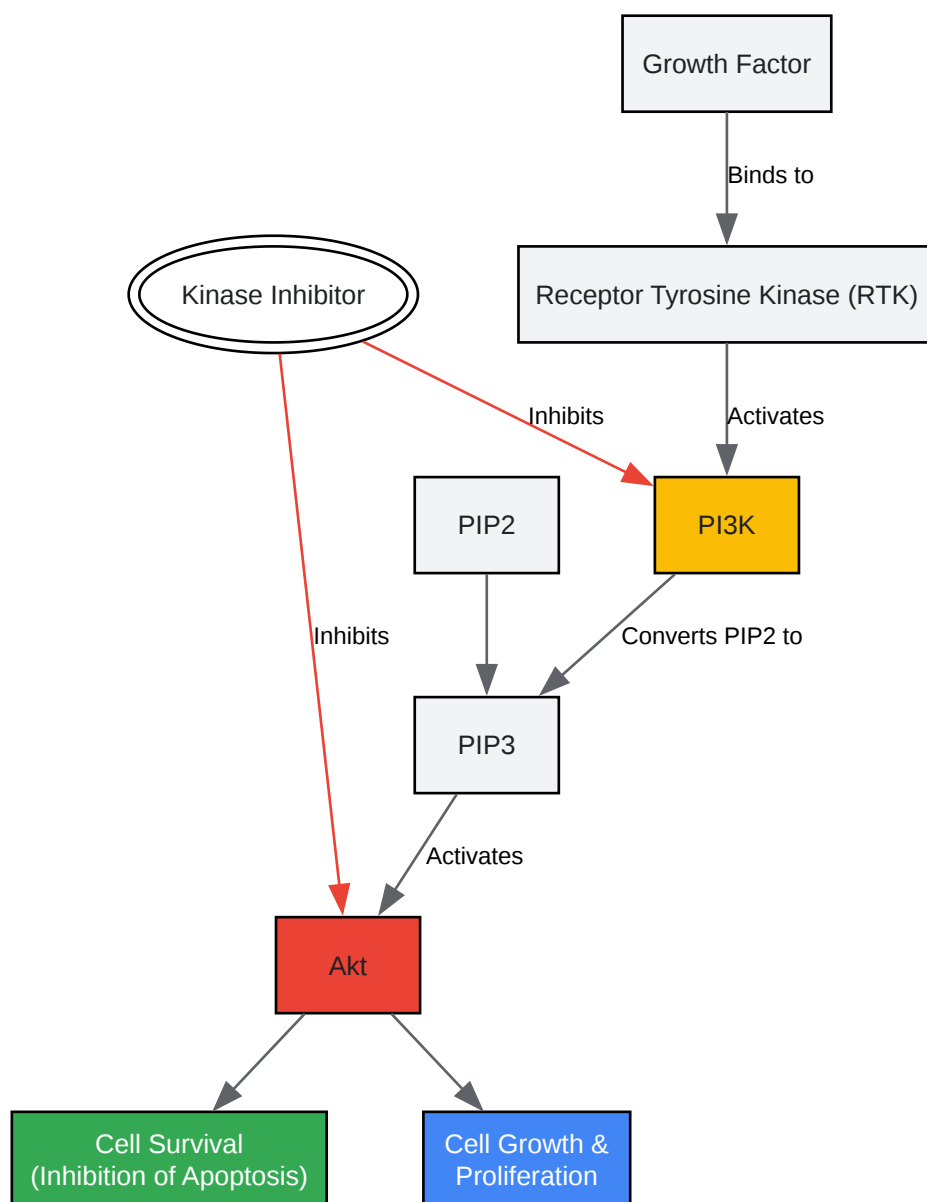 Growth Factor
Binds to
Kinase Inhibitor
Receptor Tyrosine Kinase (RTK)
Inhibits
Activates
PIP2
PI3K
Inhibits
Converts PIP2 to
PIP3
Activates
Akt
Cell Survival
(Inhibition of Apoptosis)
Cell Growth &
Proliferation